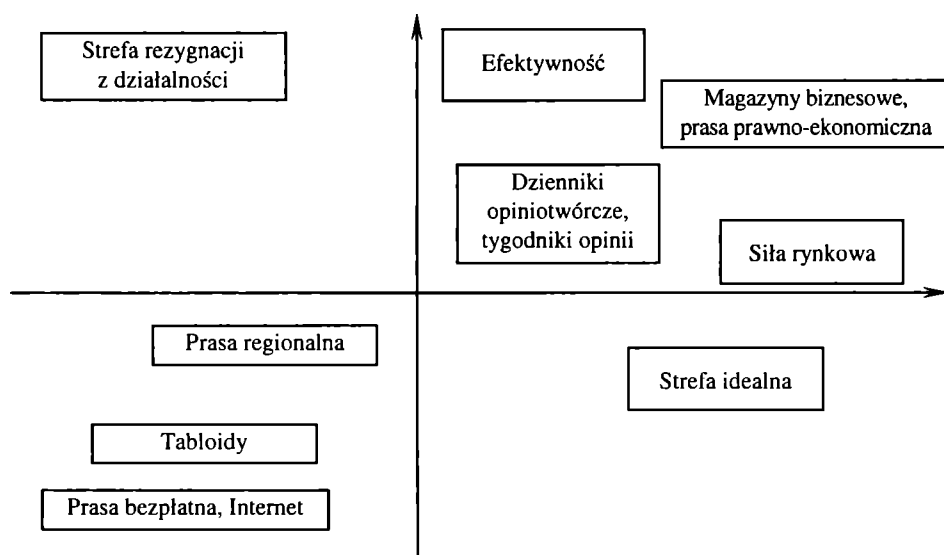 Strefa rezygnacji
z działalności
Efektywność
Magazyny biznesowe,
prasa prawno-ekonomiczna
Dzienniki
opiniotwórcze,
tygodniki opinii
Siła rynkowa
Prasa regionalna
Strefa idealna
Tabloidy
Prasa bezpłatna, Internet